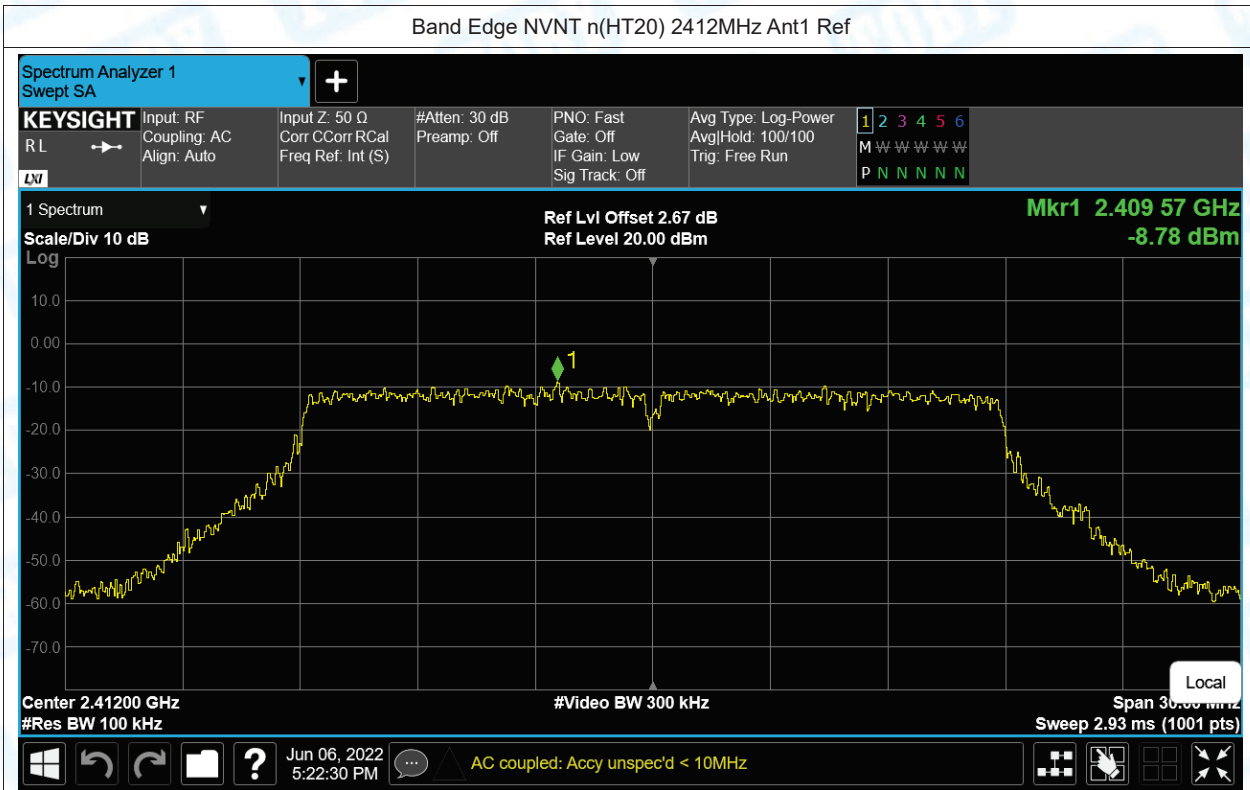 Band Edge NVNT n(HT20) 2412MHz Ant1 Ref
Spectrum Analyzer 1
Swept SA
KEYSIGHT
RL
LXI
Input: RF
Coupling: AC
Align: Auto
Input Z: 50 Ω
Corr CCorr RCal
Freq Ref: Int (S)
#Atten: 30 dB
Preamp: Off
PNO: Fast
Gate: Off
IF Gain: Low
Sig Track: Off
Avg Type: Log-Power
Avg|Hold: 100/100
Trig: Free Run
1 2 3 4 5 6
M W W W W W W
P N N N N N
1 Spectrum
Scale/Div 10 dB
Log
Ref Lvl Offset 2.67 dB
Ref Level 20.00 dBm
Mkr1 2.409 57 GHz
-8.78 dBm
10.0
0.00
-10.0
-20.0
-30.0
-40.0
-50.0
-60.0
-70.0
1
Local
Center 2.41200 GHz
#Res BW 100 kHz
#Video BW 300 kHz
Span 30.00 MHz
Sweep 2.93 ms (1001 pts)
?
Jun 06, 2022
5:22:30 PM
AC coupled: Accy unspec'd < 10MHz